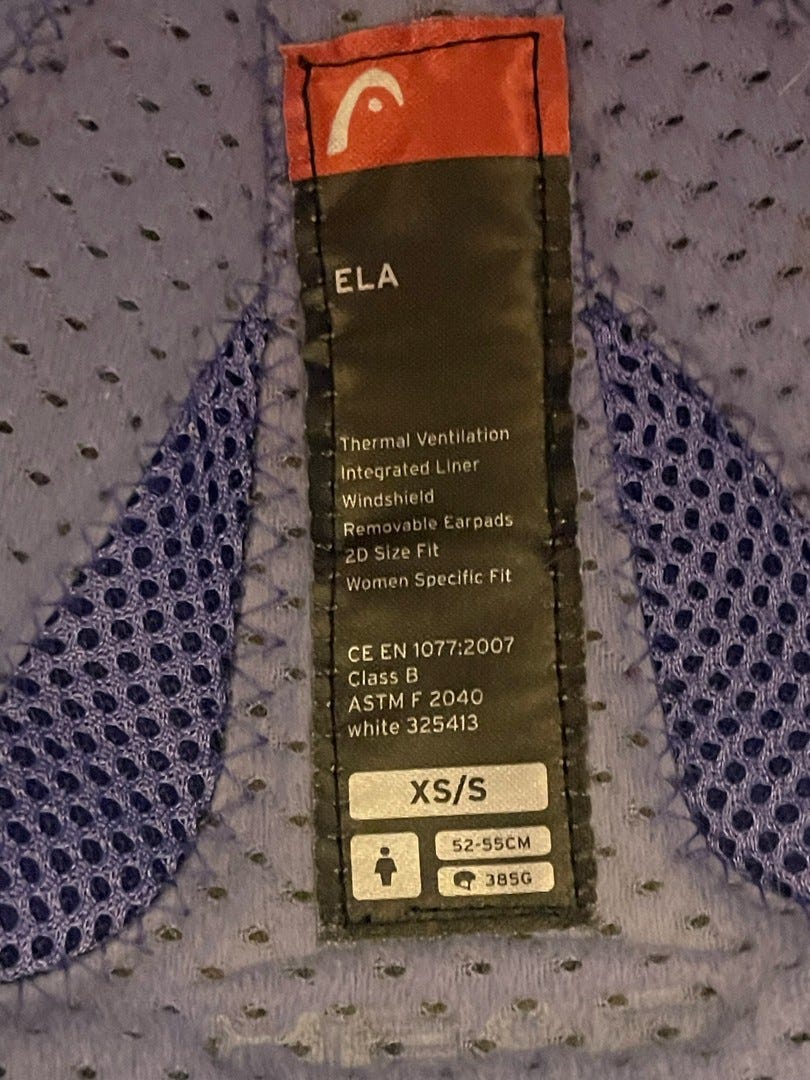 ELA
Thermal Ventilation
Integrated Liner
Windshield
Removable Earpads
2D Size Fit
Women Specific Fit
CE EN 1077:2007
Class B
ASTM F 2040
white 325413
XS/S
52-55CM
385G